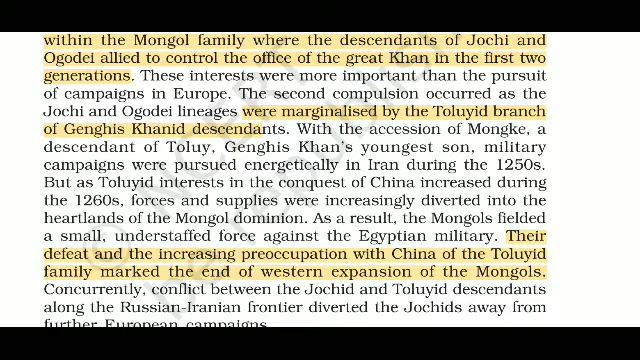 within the Mongol family where the descendants of Jochi and
Ogodei allied to control the office of the great Khan in the first two
generations. These interests were more important than the pursuit
of campaigns in Europe. The second compulsion occurred as the
Jochi and Ogodei lineages were marginalised by the Toluyid branch
of Genghis Khanid descendants. With the accession of Mongke, a
descendant of Toluy, Genghis Khan's youngest son, military
campaigns were pursued energetically in Iran during the 1250s.
But as Toluyid interests in the conquest of China increased during
the 1260s, forces and supplies were increasingly diverted into the
heartlands of the Mongol dominion. As a result, the Mongols fielded
a small, understaffed force against the Egyptian military. Their
defeat and the increasing preoccupation with China of the Toluyid
family marked the end of western expansion of the Mongols.
Concurrently, conflict between the Jochid and Toluyid descendants
along the Russian-Iranian frontier diverted the Jochids away from
further European campaigns.